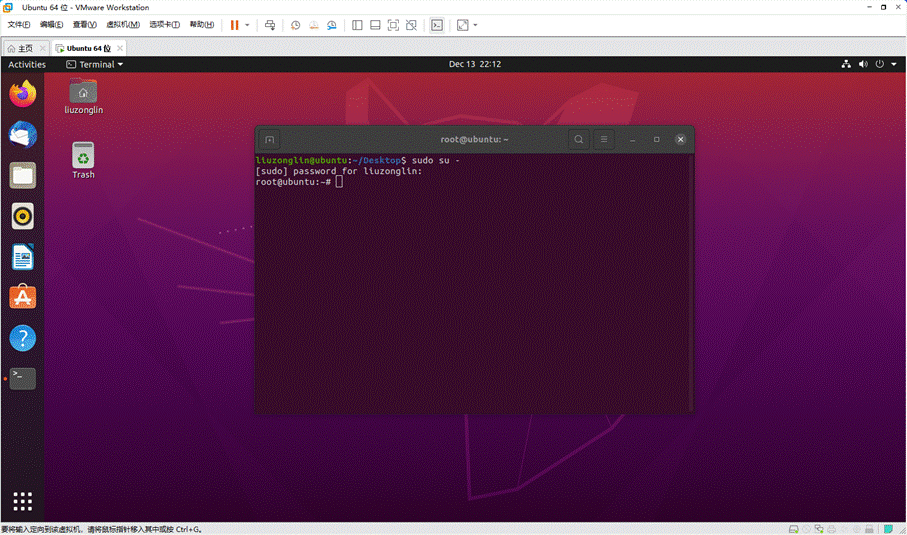 Ubuntu 64 位 - VMware Workstation
文件(F) 编辑(E) 查看(V) 虚拟机(M) 选项卡(T) 帮助(H)
主页 Ubuntu 64 位
Activities Terminal Dec 13 22:12
liuzonglin
Trash
root@ubuntu: ~
liuzonglin@ubuntu:~/Desktop$ sudo su -
[sudo] password for liuzonglin:
root@ubuntu:~#
要将输入定向到该虚拟机，请将鼠标指针移入其中或按 Ctrl+G。